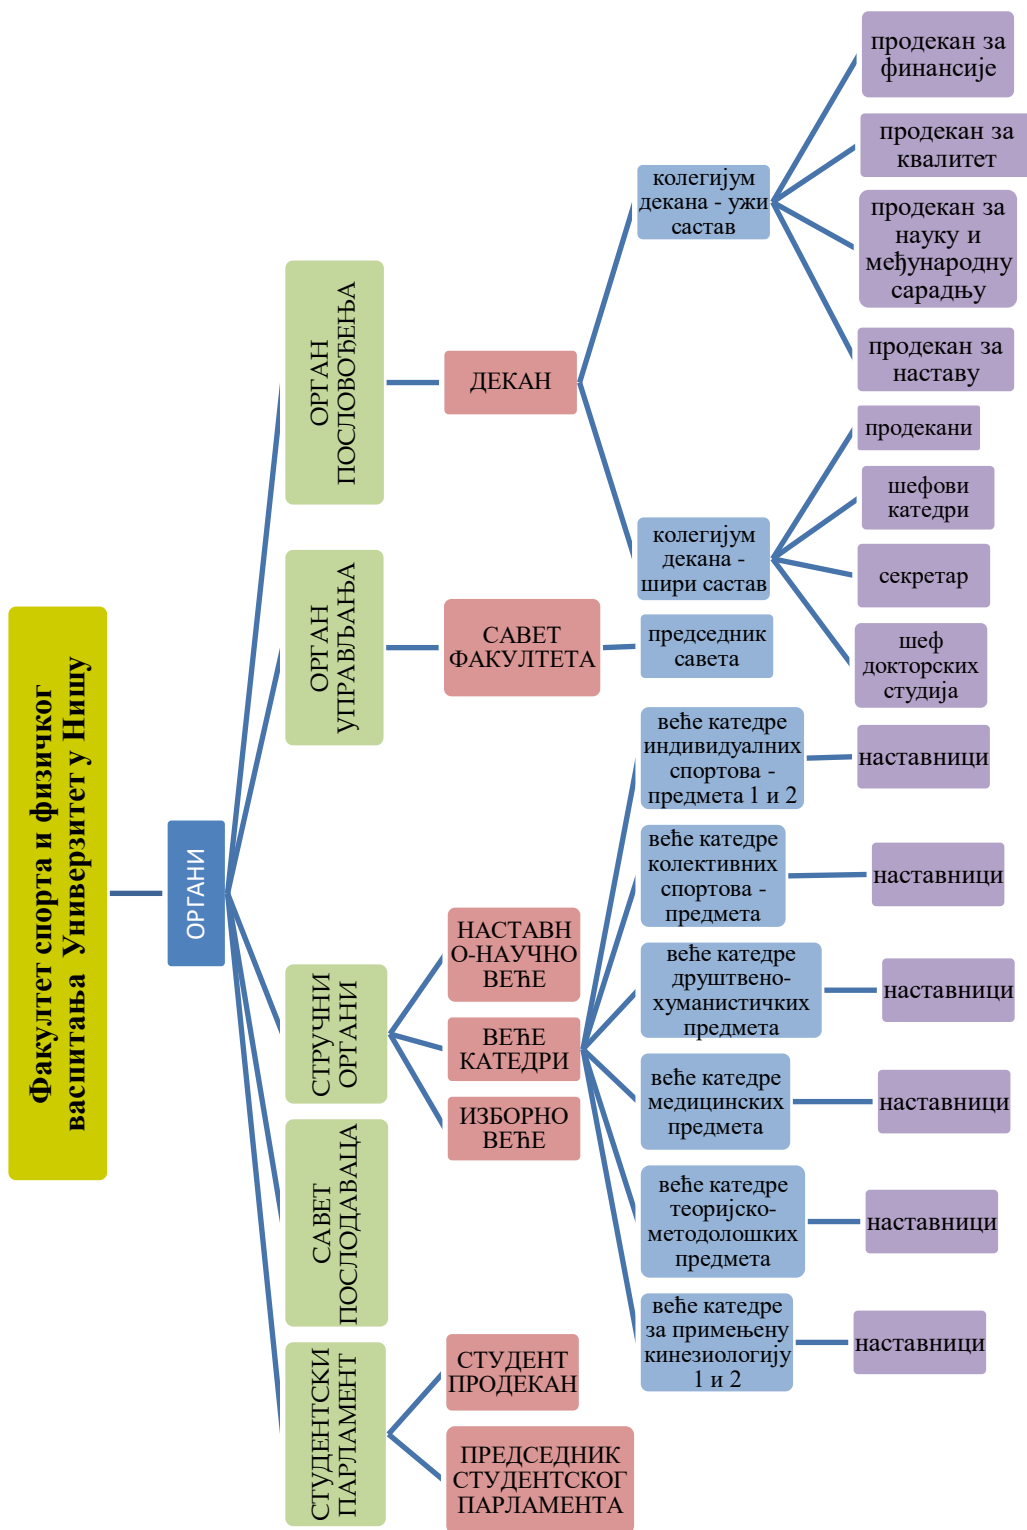 Факултет спорта и физичког
васпитања Универзитет у Нишу
ОРГАНИ
ОРГАН
ПОСЛОВОЂЕЊА
ДЕКАН
колегијум
декана - ужи
састав
продекан за
финансије
продекан за
квалитет
продекан за
науку и
међународну
сарадњу
продекан за
наставу
колегијум
декана -
шири састав
продекани
шефови
катедри
секретар
шеф
докторских
студија
ОРГАН
УПРАВЉАЊА
САВЕТ
ФАКУЛТЕТА
председник
савета
СТРУЧНИ
ОРГАНИ
НАСТАВН
О-НАУЧНО
ВЕЋЕ
ВЕЋЕ
КАТЕДРИ
веће катедре
индивидуалних
спортова -
предмета 1 и 2
наставници
веће катедре
колективних
спортова -
предмета
наставници
веће катедре
друштвено-
хуманистичких
предмета
наставници
веће катедре
медицинских
предмета
наставници
веће катедре
теоријско-
методолошких
предмета
наставници
веће катедре
за примењену
кинезиологију
1 и 2
наставници
ИЗБОРНО
ВЕЋЕ
САВЕТ
ПОСЛОДАВАЦА
СТУДЕНТСКИ
ПАРЛАМЕНТ
СТУДЕНТ
ПРОДЕКАН
ПРЕДСЕДНИК
СТУДЕНТСКОГ
ПАРЛАМЕНТА